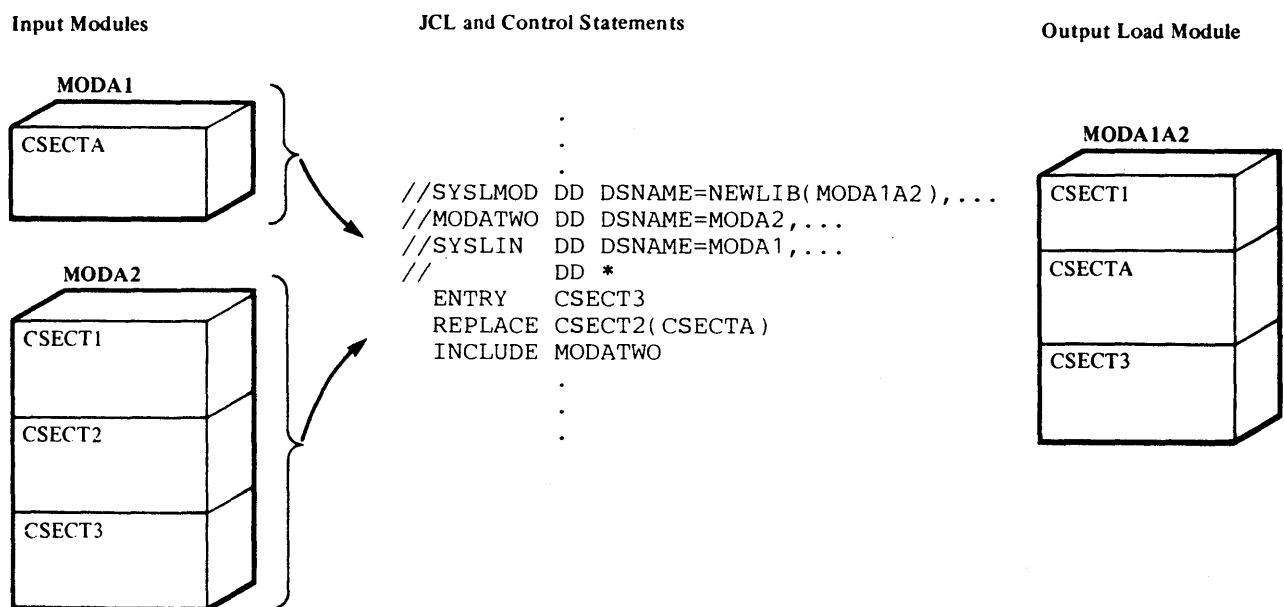 Input Modules
JCL and Control Statements
Output Load Module
MODA1
CSECTA
MODA2
CSECT1
CSECT2
CSECT3
.
.
.
//SYSLMOD DD DSNAME=NEWLIB(MODA1A2),...
//MODATWO DD DSNAME=MODA2,...
//SYSLIN DD DSNAME=MODA1,...
// DD *
ENTRY CSECT3
REPLACE CSECT2(CSECTA)
INCLUDE MODATWO
.
.
.
MODA1A2
CSECT1
CSECTA
CSECT3